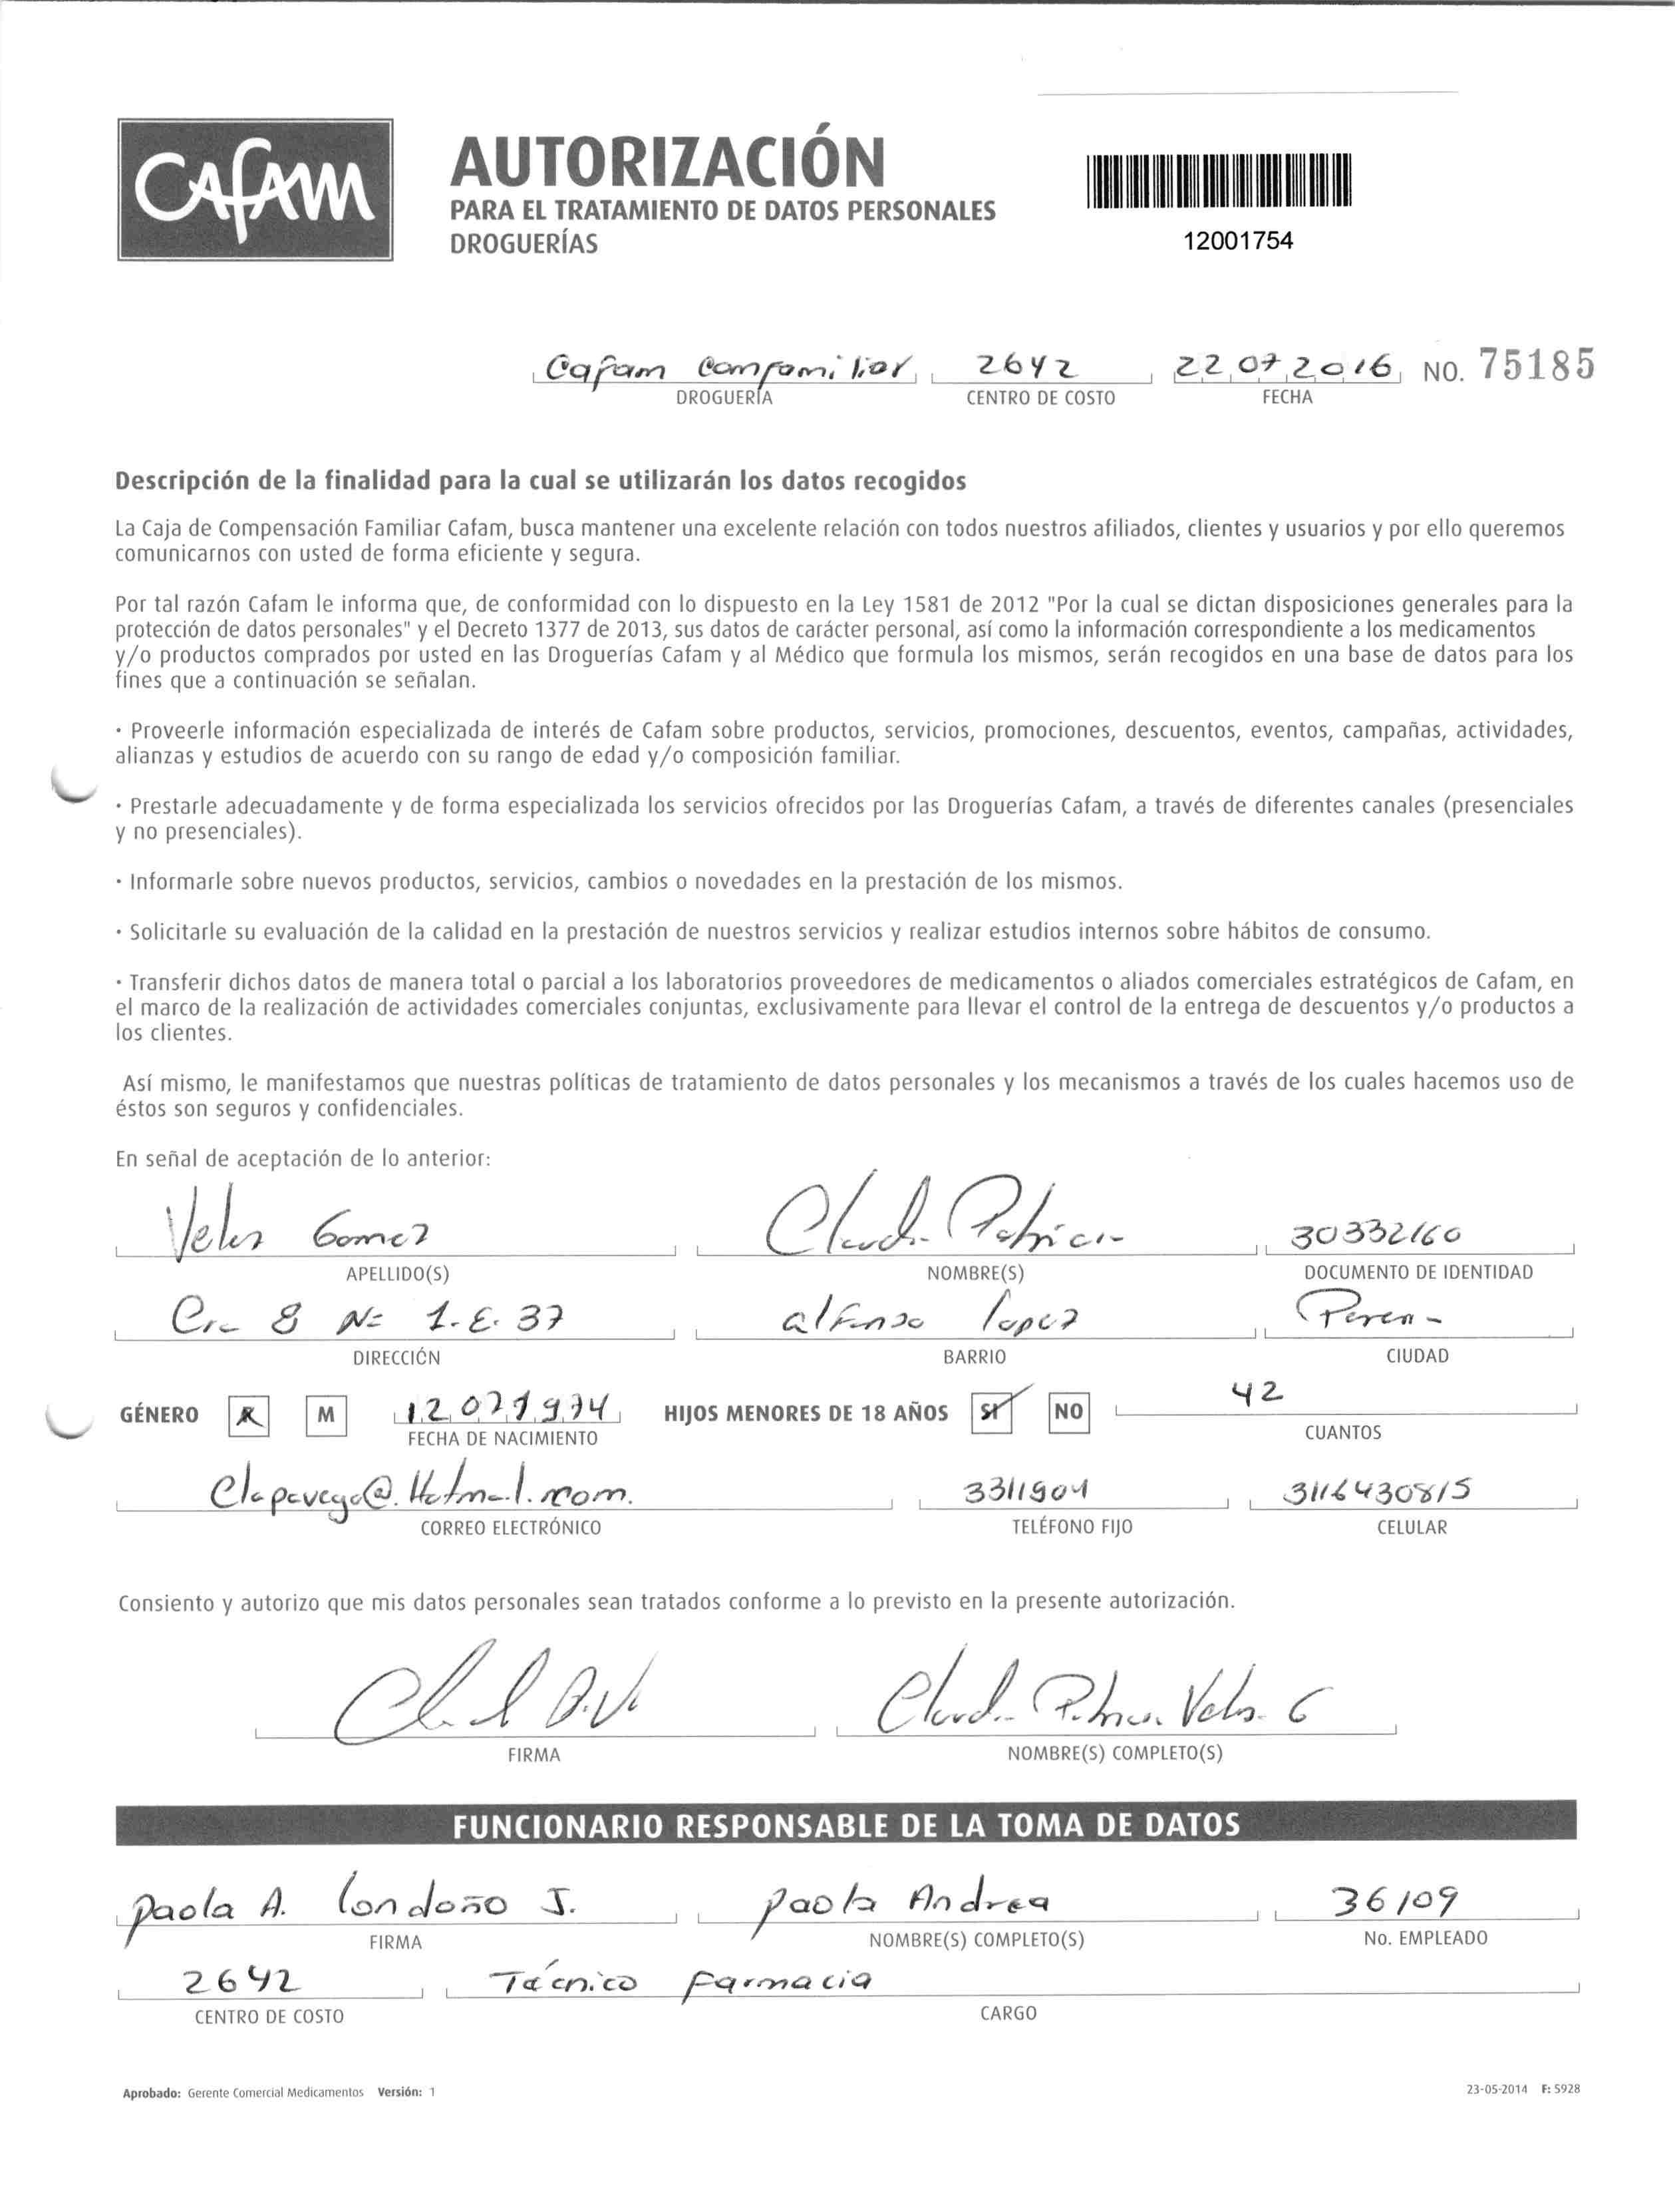 CAFAM
AUTORIZACIÓN
PARA EL TRATAMIENTO DE DATOS PERSONALES
DROGUERÍAS
12001754
Cafam Comfamiliar 2642 22 07 2016 NO. 75185
DROGUERÍA CENTRO DE COSTO FECHA
Descripción de la finalidad para la cual se utilizarán los datos recogidos
La Caja de Compensación Familiar Cafam, busca mantener una excelente relación con todos nuestros afiliados, clientes y usuarios y por ello queremos
comunicarnos con usted de forma eficiente y segura.
Por tal razón Cafam le informa que, de conformidad con lo dispuesto en la Ley 1581 de 2012 "Por la cual se dictan disposiciones generales para la
protección de datos personales" y el Decreto 1377 de 2013, sus datos de carácter personal, así como la información correspondiente a los medicamentos
y/o productos comprados por usted en las Droguerías Cafam y al Médico que formula los mismos, serán recogidos en una base de datos para los
fines que a continuación se señalan.
· Proveerle información especializada de interés de Cafam sobre productos, servicios, promociones, descuentos, eventos, campañas, actividades,
alianzas y estudios de acuerdo con su rango de edad y/o composición familiar.
· Prestarle adecuadamente y de forma especializada los servicios ofrecidos por las Droguerías Cafam, a través de diferentes canales (presenciales
y no presenciales).
· Informarle sobre nuevos productos, servicios, cambios o novedades en la prestación de los mismos.
· Solicitarle su evaluación de la calidad en la prestación de nuestros servicios y realizar estudios internos sobre hábitos de consumo.
· Transferir dichos datos de manera total o parcial a los laboratorios proveedores de medicamentos o aliados comerciales estratégicos de Cafam, en
el marco de la realización de actividades comerciales conjuntas, exclusivamente para llevar el control de la entrega de descuentos y/o productos a
los clientes.
Así mismo, le manifestamos que nuestras políticas de tratamiento de datos personales y los mecanismos a través de los cuales hacemos uso de
éstos son seguros y confidenciales.
En señal de aceptación de lo anterior:
Velez Gomez Claudia Patricia 30332160
APELLIDO(S) NOMBRE(S) DOCUMENTO DE IDENTIDAD
Cra 8 Nº 1.E.37 alfonso lopez
DIRECCIÓN BARRIO CIUDAD
GÉNERO M 12 07 1974 HIJOS MENORES DE 18 AÑOS SI NO 42
FECHA DE NACIMIENTO CUANTOS
3311904 3116430815
CORREO ELECTRÓNICO TELÉFONO FIJO CELULAR
Consiento y autorizo que mis datos personales sean tratados conforme a lo previsto en la presente autorización.
Claudia Patricia Velez G
FIRMA NOMBRE(S) COMPLETO(S)
FUNCIONARIO RESPONSABLE DE LA TOMA DE DATOS
Paola A. Londoño J. Paola Andrea 36109
FIRMA NOMBRE(S) COMPLETO(S) No. EMPLEADO
2642 Técnico Farmacia
CENTRO DE COSTO CARGO
Aprobado: Gerente Comercial Medicamentos Versión: 1 23-05-2014 F: 5928